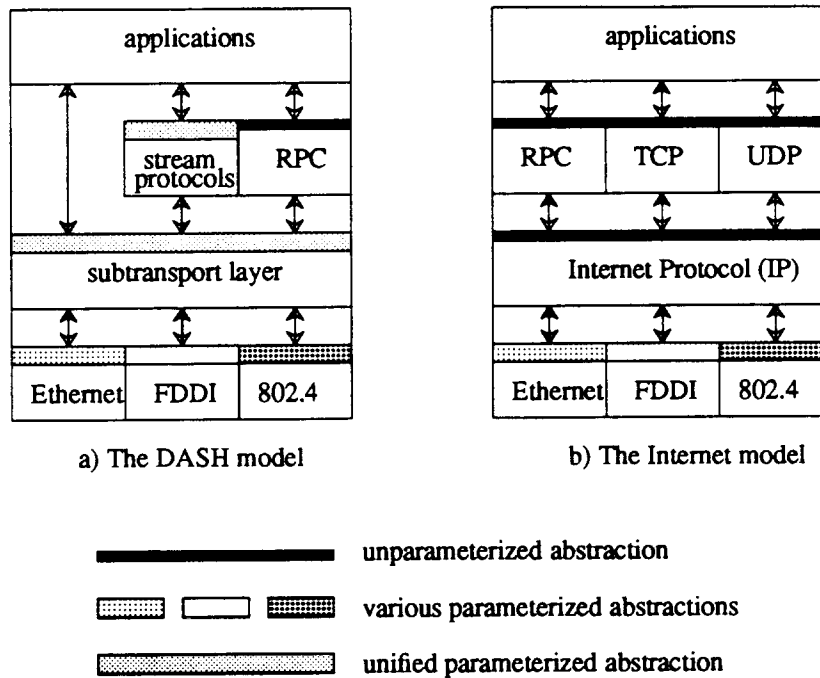 applications
stream
protocols
RPC
subtransport layer
Ethernet
FDDI
802.4
a) The DASH model
applications
RPC
TCP
UDP
Internet Protocol (IP)
Ethernet
FDDI
802.4
b) The Internet model
unparameterized abstraction
various parameterized abstractions
unified parameterized abstraction